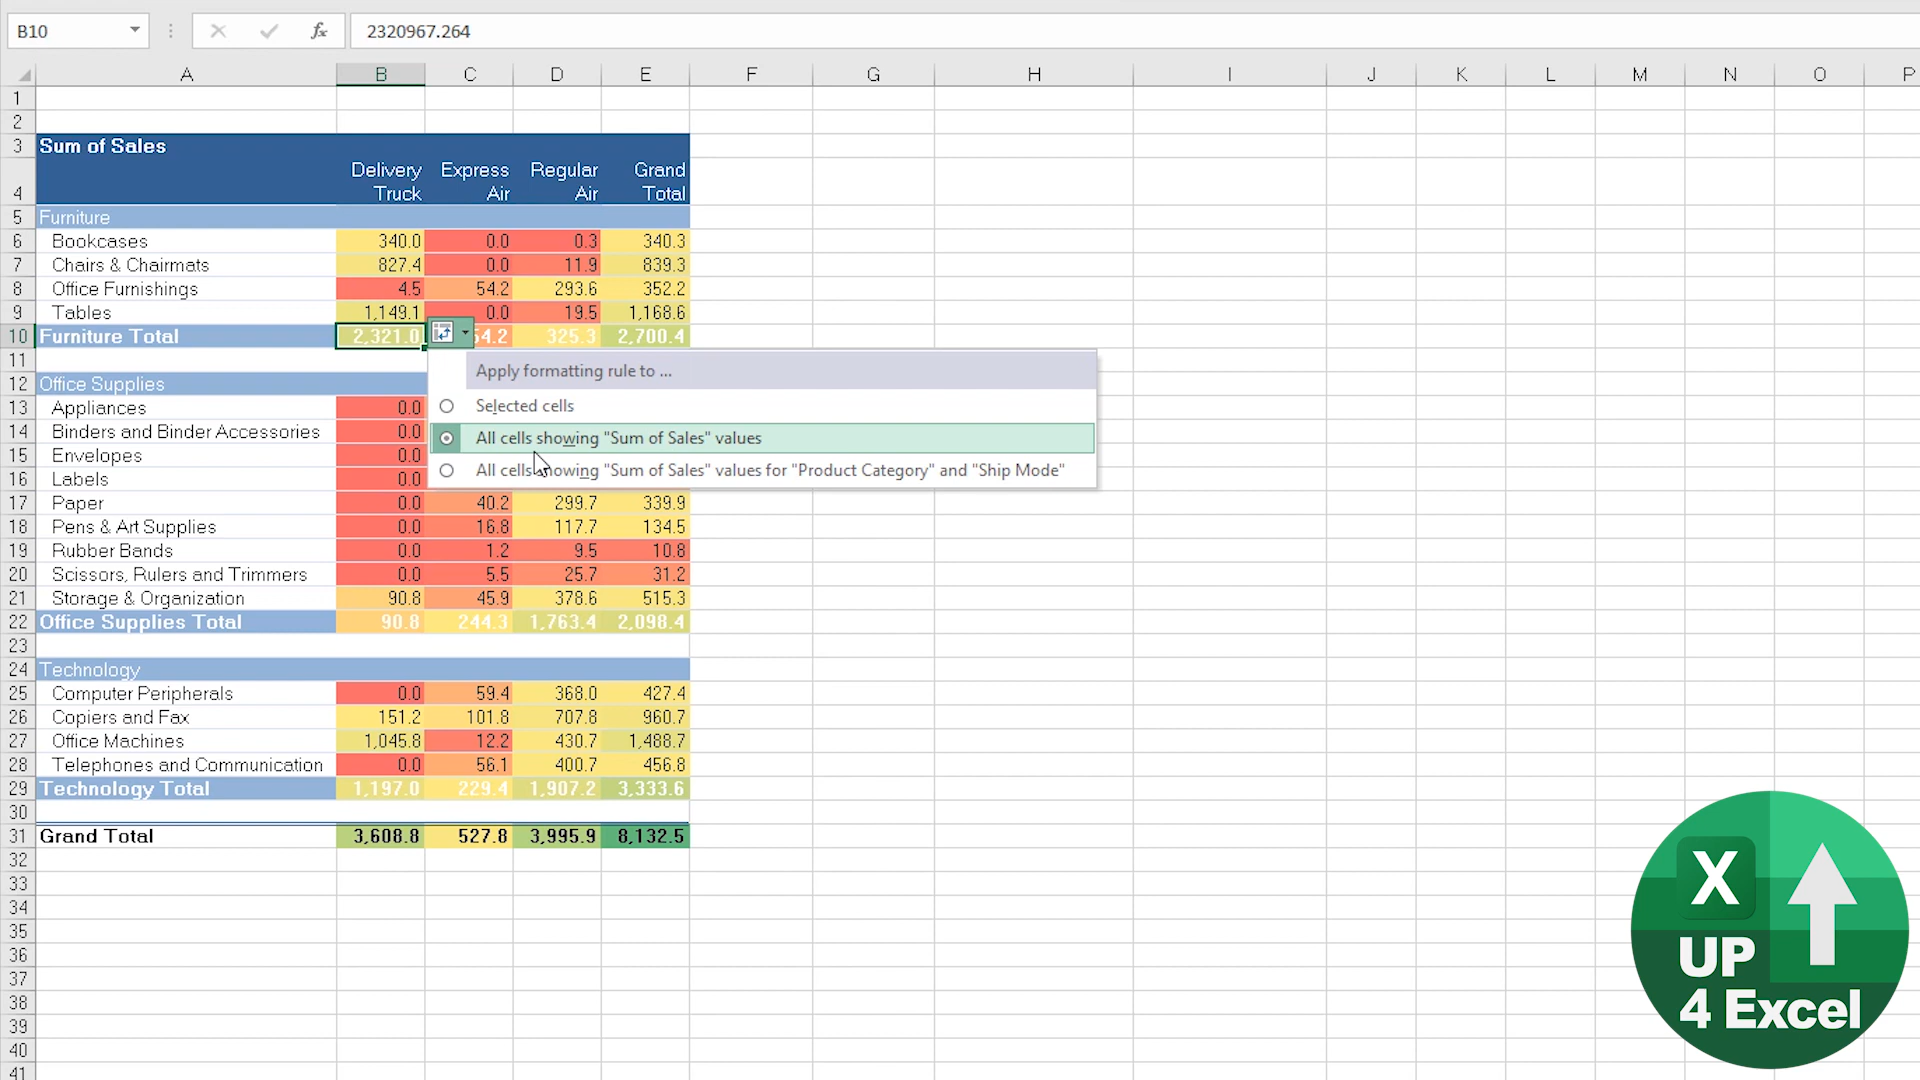 B10 fx 2320967.264
A B C D E F G H I J K L M N O P
1
2
3 Sum of Sales
Delivery Express Regular Grand
4 Truck Air Air Total
5 Furniture
6 Bookcases 340.0 0.0 0.3 340.3
7 Chairs & Chairmats 827.4 0.0 11.9 839.3
8 Office Furnishings 4.5 54.2 293.6 352.2
9 Tables 1,149.1 0.0 19.5 1,168.6
10 Furniture Total 2,321.0 54.2 325.3 2,700.4
11
Apply formatting rule to ...
12 Office Supplies
13 Appliances 0.0 Selected cells
14 Binders and Binder Accessories 0.0 All cells showing "Sum of Sales" values
15 Envelopes 0.0
16 Labels 0.0 All cells showing "Sum of Sales" values for "Product Category" and "Ship Mode"
17 Paper 0.0 40.2 299.7 339.9
18 Pens & Art Supplies 0.0 16.8 117.7 134.5
19 Rubber Bands 0.0 1.2 9.5 10.8
20 Scissors, Rulers and Trimmers 0.0 5.5 25.7 31.2
21 Storage & Organization 90.8 45.9 378.6 515.3
22 Office Supplies Total 90.8 244.3 1,763.4 2,098.4
23
24 Technology
25 Computer Peripherals 0.0 59.4 368.0 427.4
26 Copiers and Fax 151.2 101.8 707.8 960.7
27 Office Machines 1,045.8 12.2 430.7 1,488.7
28 Telephones and Communication 0.0 56.1 400.7 456.8
29 Technology Total 1,197.0 229.4 1,907.2 3,333.6
30
31 Grand Total 3,608.8 527.8 3,995.9 8,132.5
32
33
34
35
36
37
38
39
40
41
X
UP
4 Excel